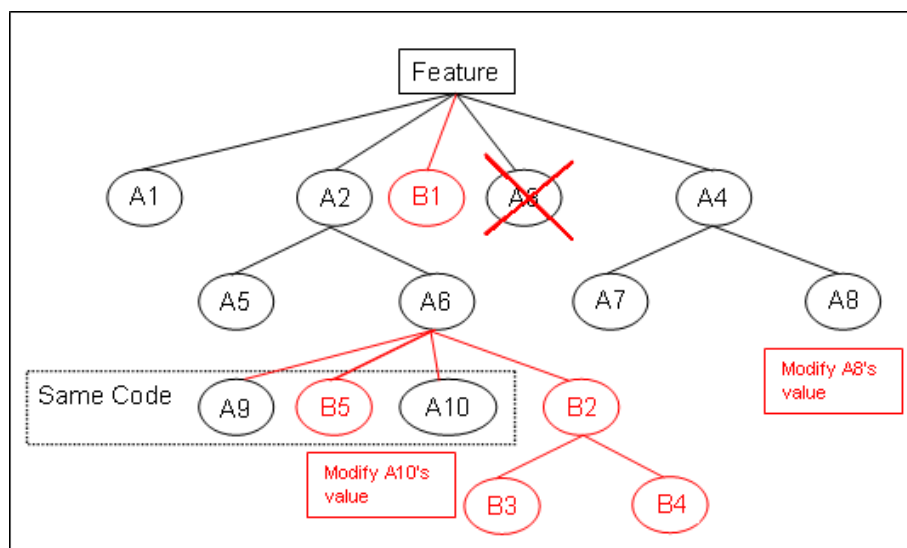 Feature
A1
A2
B1
A3
A4
A5
A6
A7
A8
Modify A8's
value
Same Code
A9
B5
A10
B2
Modify A10's
value
B3
B4